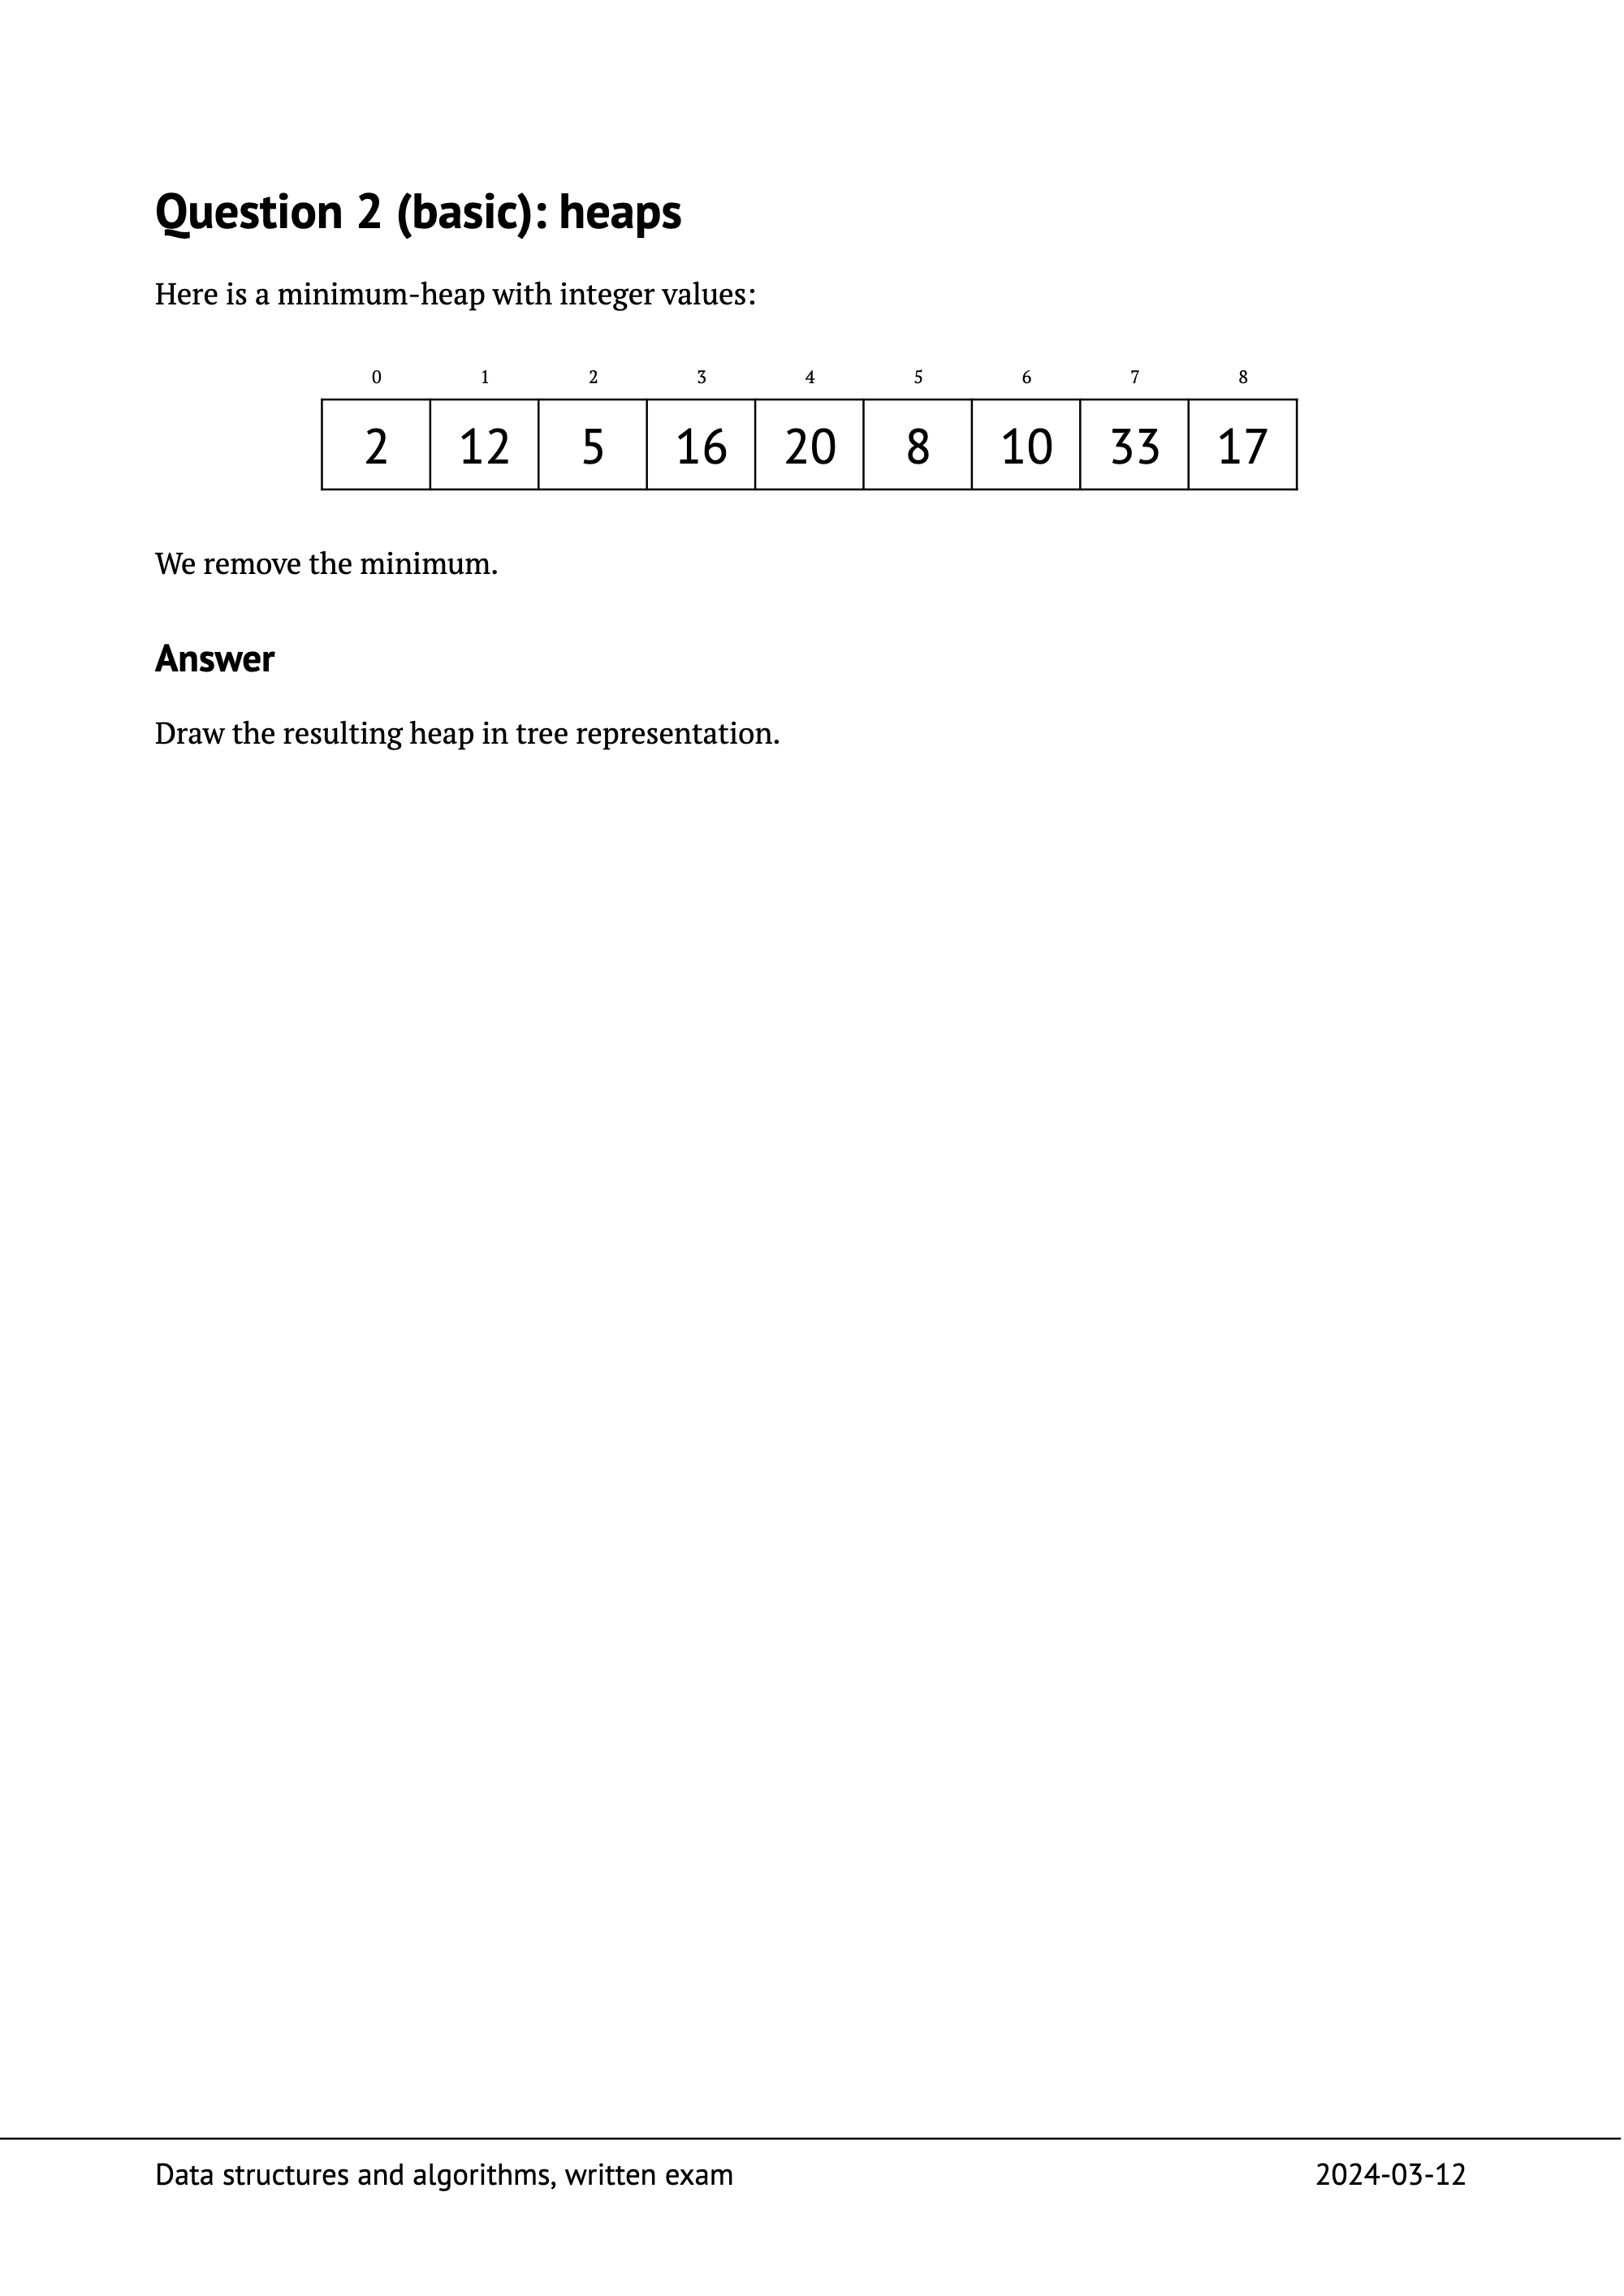 Question 2 (basic): heaps
Here is a minimum-heap with integer values:
0 1 2 3 4 5 6 7 8
2 12 5 16 20 8 10 33 17
We remove the minimum.
Answer
Draw the resulting heap in tree representation.
Data structures and algorithms, written exam 2024-03-12